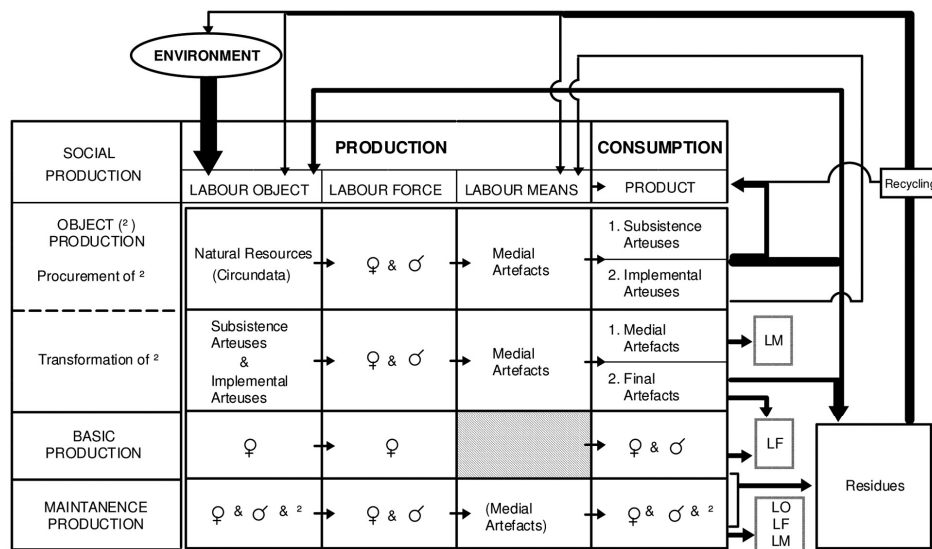 ENVIRONMENT
SOCIAL
PRODUCTION
PRODUCTION
CONSUMPTION
LABOUR OBJECT
LABOUR FORCE
LABOUR MEANS
PRODUCT
Recycling
OBJECT (²)
PRODUCTION
Procurement of ²
Natural Resources
(Circundata)
♀ & ♂
Medial
Artefacts
1. Subsistence
Arteuses
2. Implemental
Arteuses
Transformation of ²
Subsistence
Arteuses
&
Implemental
Arteuses
♀ & ♂
Medial
Artefacts
1. Medial
Artefacts
2. Final
Artefacts
LM
BASIC
PRODUCTION
♀
♀
♀ & ♂
LF
MAINTANENCE
PRODUCTION
♀ & ♂ & ²
♀ & ♂
(Medial
Artefacts)
♀ & ♂ & ²
LO
LF
LM
Residues